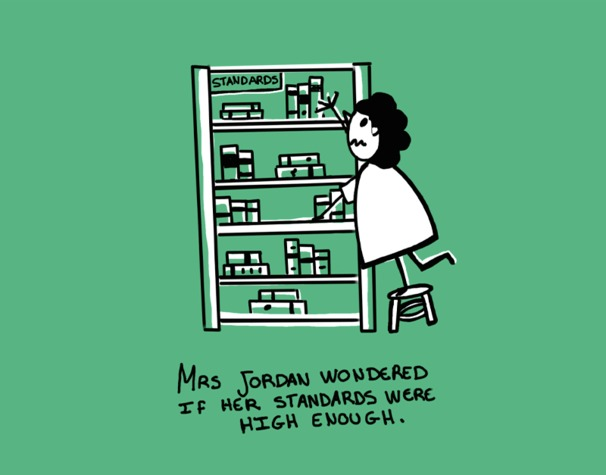 STANDARDS
MRS JORDAN WONDERED
IF HER STANDARDS WERE
HIGH ENOUGH.